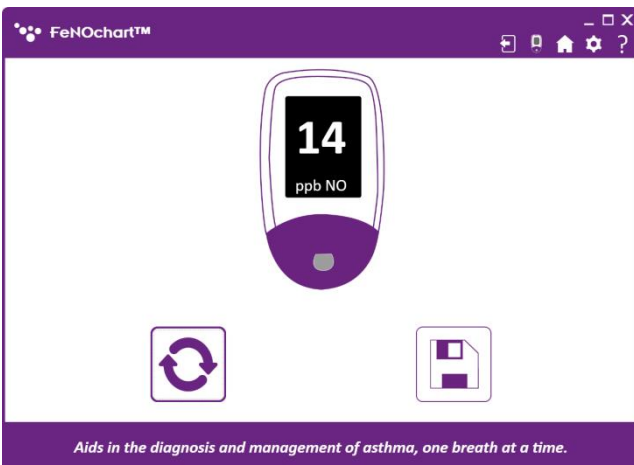 FeNOchart™
14
ppb NO
Aids in the diagnosis and management of asthma, one breath at a time.